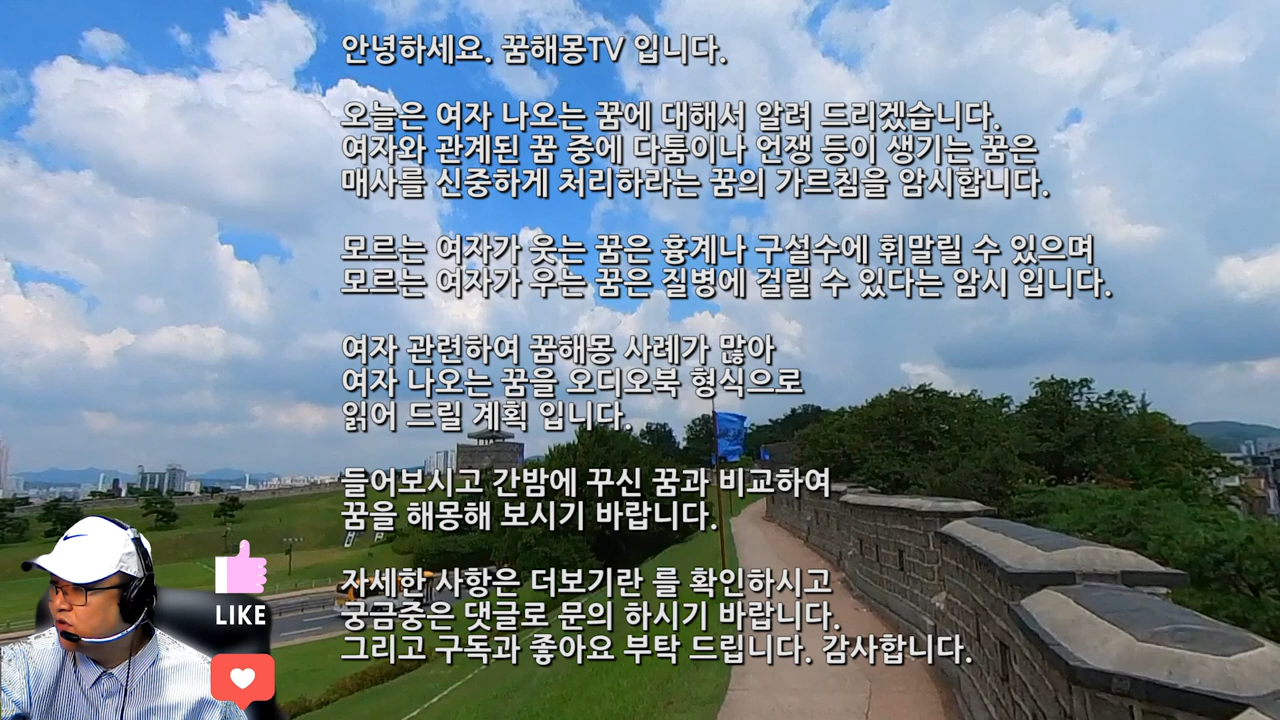 안녕하세요. 꿈해몽TV 입니다.
오늘은 여자 나오는 꿈에 대해서 알려 드리겠습니다.
여자와 관계된 꿈 중에 다툼이나 언쟁 등이 생기는 꿈은
매사를 신중하게 처리하라는 꿈의 가르침을 암시합니다.
모르는 여자가 웃는 꿈은 흉계나 구설수에 휘말릴 수 있으며
모르는 여자가 우는 꿈은 질병에 걸릴 수 있다는 암시 입니다.
여자 관련하여 꿈해몽 사례가 많아
여자 나오는 꿈을 오디오북 형식으로
읽어 드릴 계획 입니다.
들어보시고 간밤에 꾸신 꿈과 비교하여
꿈을 해몽해 보시기 바랍니다.
자세한 사항은 더보기란 를 확인하시고
궁금중은 댓글로 문의 하시기 바랍니다.
그리고 구독과 좋아요 부탁 드립니다. 감사합니다.
LIKE